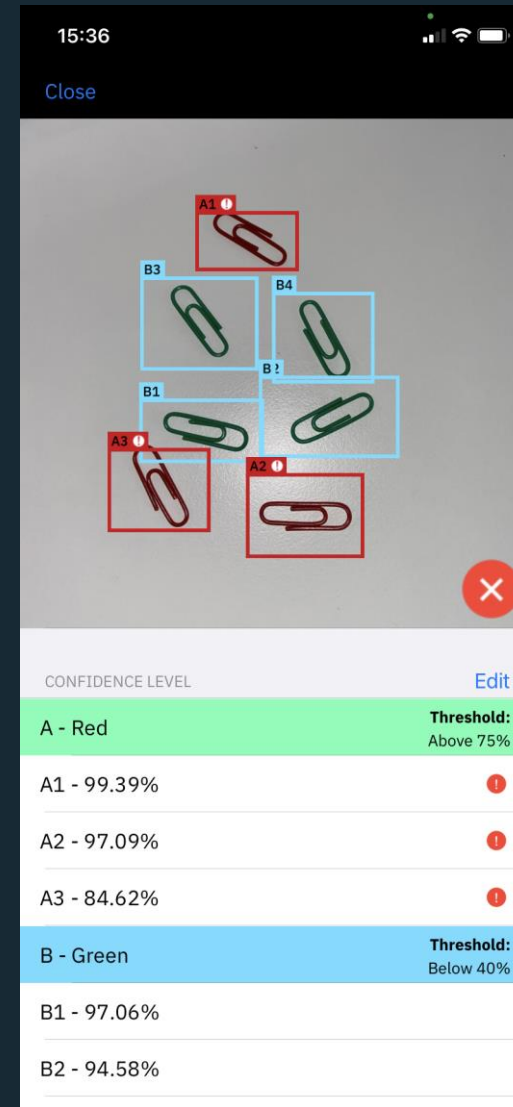 15:36
Close
A1
B3
B4
B2
B1
A3
A2
CONFIDENCE LEVEL
Edit
A - Red
Threshold:
Above 75%
A1 - 99.39%
A2 - 97.09%
A3 - 84.62%
B - Green
Threshold:
Below 40%
B1 - 97.06%
B2 - 94.58%